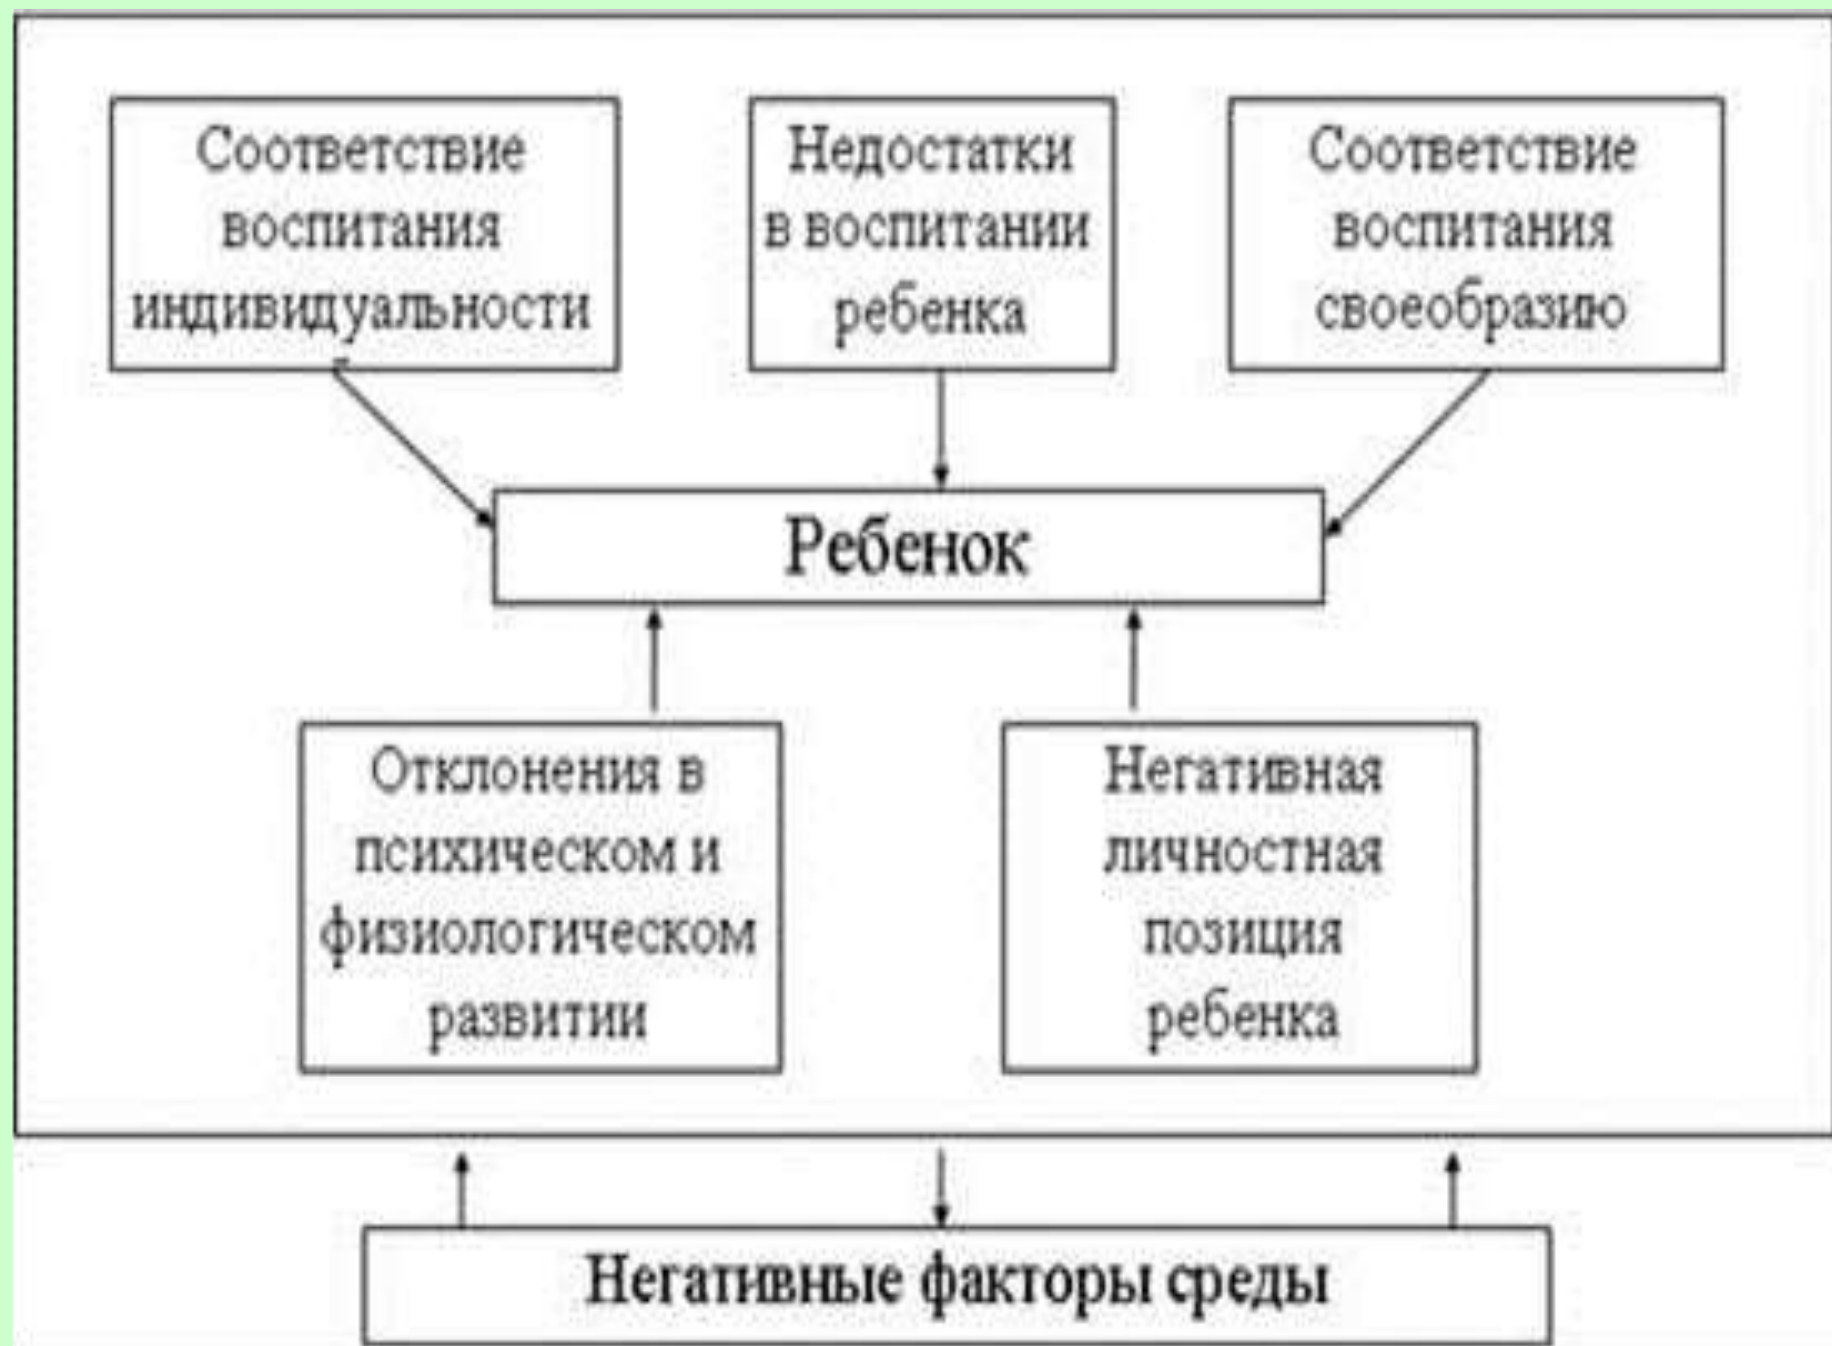 Соответствие
воспитания
индивидуальности
Недостатки
в воспитании
ребенка
Соответствие
воспитания
своеобразию
Ребенок
Отклонения в
психическом и
физиологическом
развитии
Негативная
личностная
позиция
ребенка
Негативные факторы среды